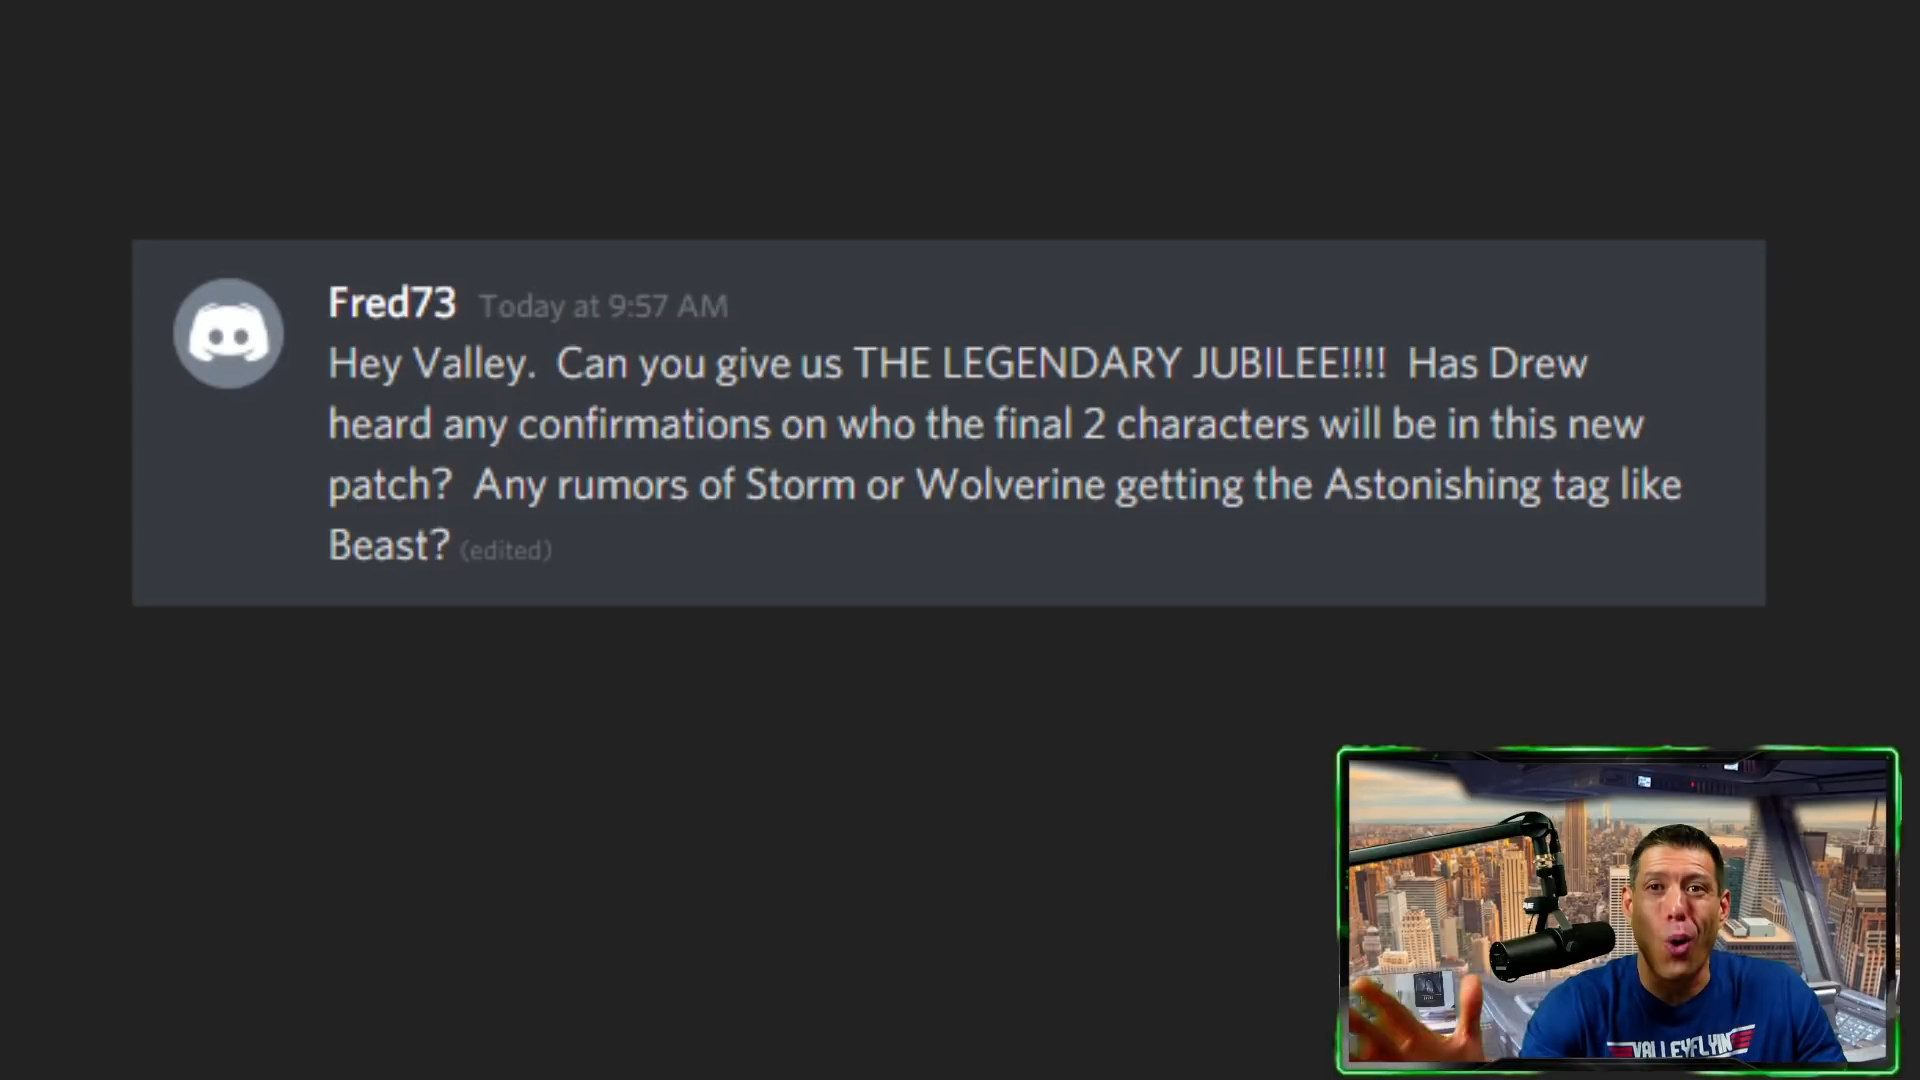 Fred73 Today at 9:57 AM
Hey Valley. Can you give us THE LEGENDARY JUBILEE!!!! Has Drew
heard any confirmations on who the final 2 characters will be in this new
patch? Any rumors of Storm or Wolverine getting the Astonishing tag like
Beast? (edited)
VALLEYFLYIN